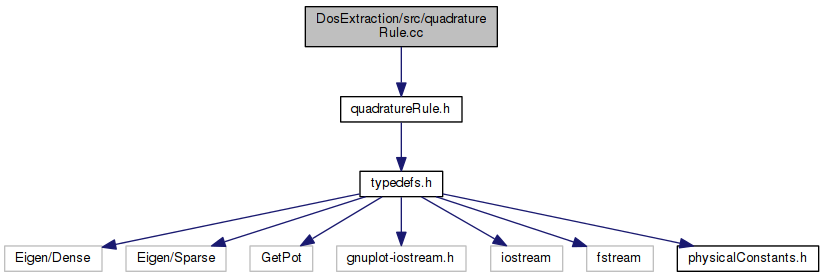 DosExtraction/src/quadrature
Rule.cc
quadratureRule.h
typedefs.h
Eigen/Dense
Eigen/Sparse
GetPot
gnuplot-iostream.h
iostream
fstream
physicalConstants.h